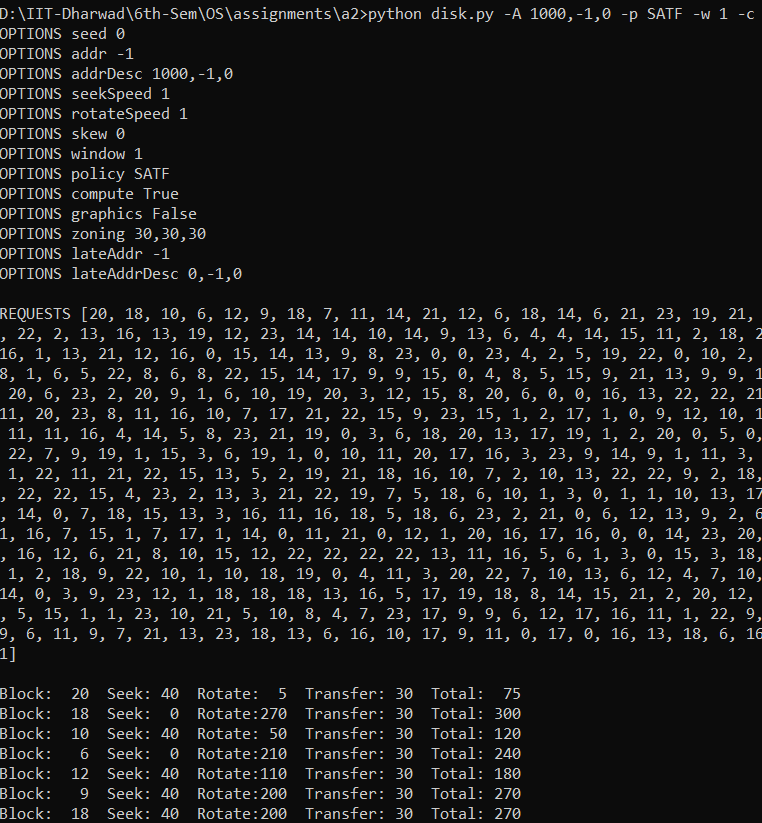 D:\IIT-Dharwad\6th-Sem\OS\assignments\a2>python disk.py -A 1000,-1,0 -p SATF -w 1 -c
OPTIONS seed 0
OPTIONS addr -1
OPTIONS addrDesc 1000,-1,0
OPTIONS seekSpeed 1
OPTIONS rotateSpeed 1
OPTIONS skew 0
OPTIONS window 1
OPTIONS policy SATF
OPTIONS compute True
OPTIONS graphics False
OPTIONS zoning 30,30,30
OPTIONS lateAddr -1
OPTIONS lateAddrDesc 0,-1,0
REQUESTS [20, 18, 10, 6, 12, 9, 18, 7, 11, 14, 21, 12, 6, 18, 14, 6, 21, 23, 19, 21,
, 22, 2, 13, 16, 13, 19, 12, 23, 14, 14, 10, 14, 9, 13, 6, 4, 4, 14, 15, 11, 2, 18, 2
16, 1, 13, 21, 12, 16, 0, 15, 14, 13, 9, 8, 23, 0, 0, 23, 4, 2, 5, 19, 22, 0, 10, 2,
8, 1, 6, 5, 22, 8, 6, 8, 22, 15, 14, 17, 9, 9, 15, 0, 4, 8, 5, 15, 9, 21, 13, 9, 9, 1
20, 6, 23, 2, 20, 9, 1, 6, 10, 19, 20, 3, 12, 15, 8, 20, 6, 0, 0, 16, 13, 22, 22, 21
11, 20, 23, 8, 11, 16, 10, 7, 17, 21, 22, 15, 9, 23, 15, 1, 2, 17, 1, 0, 9, 12, 10, 1
11, 11, 16, 4, 14, 5, 8, 23, 21, 19, 0, 3, 6, 18, 20, 13, 17, 19, 1, 2, 20, 0, 5, 0,
22, 7, 9, 19, 1, 15, 3, 6, 19, 1, 0, 10, 11, 20, 17, 16, 3, 23, 9, 14, 9, 1, 11, 3,
1, 22, 11, 21, 22, 15, 13, 5, 2, 19, 21, 18, 16, 10, 7, 2, 10, 13, 22, 22, 9, 2, 18,
, 22, 22, 15, 4, 23, 2, 13, 3, 21, 22, 19, 7, 5, 18, 6, 10, 1, 3, 0, 1, 1, 10, 13, 17
, 14, 0, 7, 18, 15, 13, 3, 16, 11, 16, 18, 5, 18, 6, 23, 2, 21, 0, 6, 12, 13, 9, 2, 6
1, 16, 7, 15, 1, 7, 17, 1, 14, 0, 11, 21, 0, 12, 1, 20, 16, 17, 16, 0, 0, 14, 23, 20,
, 16, 12, 6, 21, 8, 10, 15, 12, 22, 22, 22, 22, 13, 11, 16, 5, 6, 1, 3, 0, 15, 3, 18,
1, 2, 18, 9, 22, 10, 1, 10, 18, 19, 0, 4, 11, 3, 20, 22, 7, 10, 13, 6, 12, 4, 7, 10,
14, 0, 3, 9, 23, 12, 1, 18, 18, 18, 13, 16, 5, 17, 19, 18, 8, 14, 15, 21, 2, 20, 12,
, 5, 15, 1, 1, 23, 10, 21, 5, 10, 8, 4, 7, 23, 17, 9, 9, 6, 12, 17, 16, 11, 1, 22, 9,
9, 6, 11, 9, 7, 21, 13, 23, 18, 13, 6, 16, 10, 17, 9, 11, 0, 17, 0, 16, 13, 18, 6, 16
1]
Block:  20  Seek: 40  Rotate:  5  Transfer: 30  Total:  75
Block:  18  Seek:  0  Rotate:270  Transfer: 30  Total: 300
Block:  10  Seek: 40  Rotate: 50  Transfer: 30  Total: 120
Block:   6  Seek:  0  Rotate:210  Transfer: 30  Total: 240
Block:  12  Seek: 40  Rotate:110  Transfer: 30  Total: 180
Block:   9  Seek: 40  Rotate:200  Transfer: 30  Total: 270
Block:  18  Seek: 40  Rotate:200  Transfer: 30  Total: 270